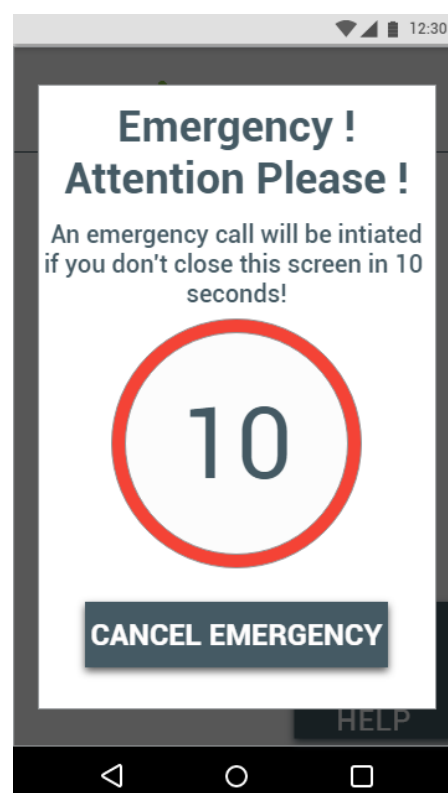 12:30
Emergency !
Attention Please !
An emergency call will be intiated
if you don't close this screen in 10
seconds!
10
CANCEL EMERGENCY
HELP